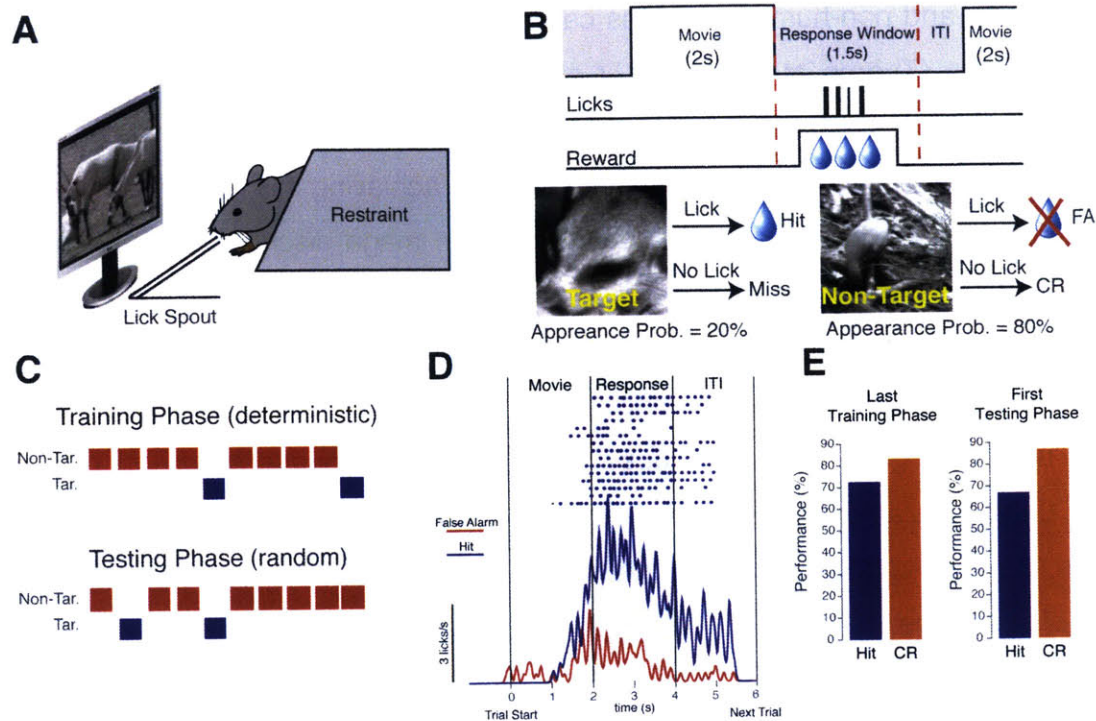 A
Restraint
Lick Spout
B
Movie
(2s)
Response Window
(1.5s)
ITI
Movie
(2s)
Licks
Reward
Target
Lick
Hit
No Lick
Miss
Appreance Prob. = 20%
Non-Target
Lick
FA
No Lick
CR
Appearance Prob. = 80%
C
Training Phase (deterministic)
Non-Tar.
Tar.
Testing Phase (random)
Non-Tar.
Tar.
D
Movie
Response
ITI
False Alarm
Hit
3 licks/s
0
1
2
3
4
5
6
time (s)
Trial Start
Next Trial
E
Last
Training Phase
Performance (%)
90
80
70
60
50
40
30
20
10
0
Hit
CR
First
Testing Phase
Performance (%)
90
80
70
60
50
40
30
20
10
0
Hit
CR